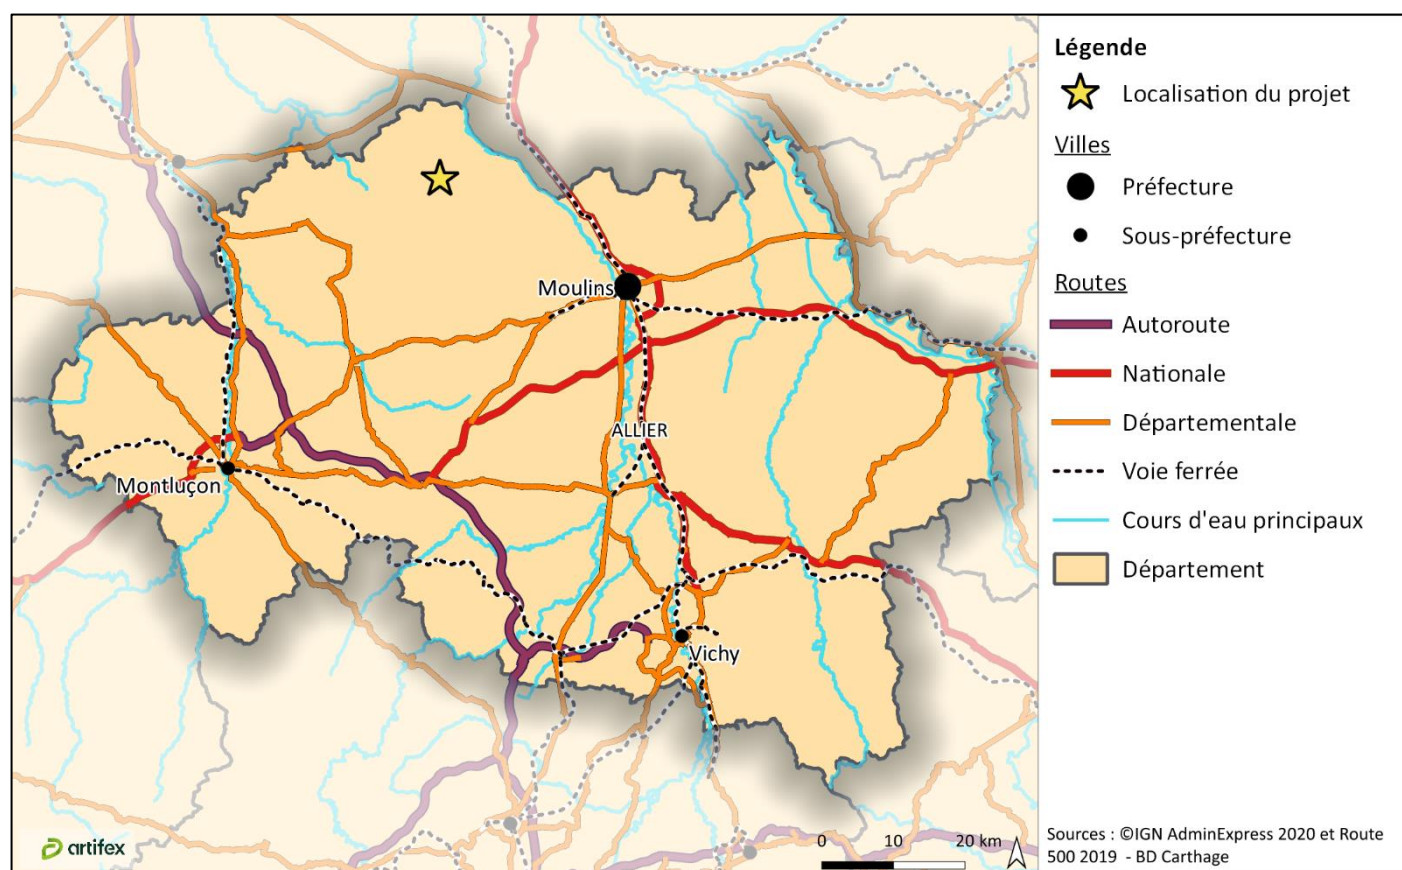 Légende
Localisation du projet
Villes
Préfecture
Sous-préfecture
Routes
Autoroute
Nationale
Départementale
Voie ferrée
Cours d'eau principaux
Département
Moulins
ALLIER
Montluçon
Vichy
artifex
0 10 20 km
Sources : ©IGN AdminExpress 2020 et Route
500 2019 - BD Carthage